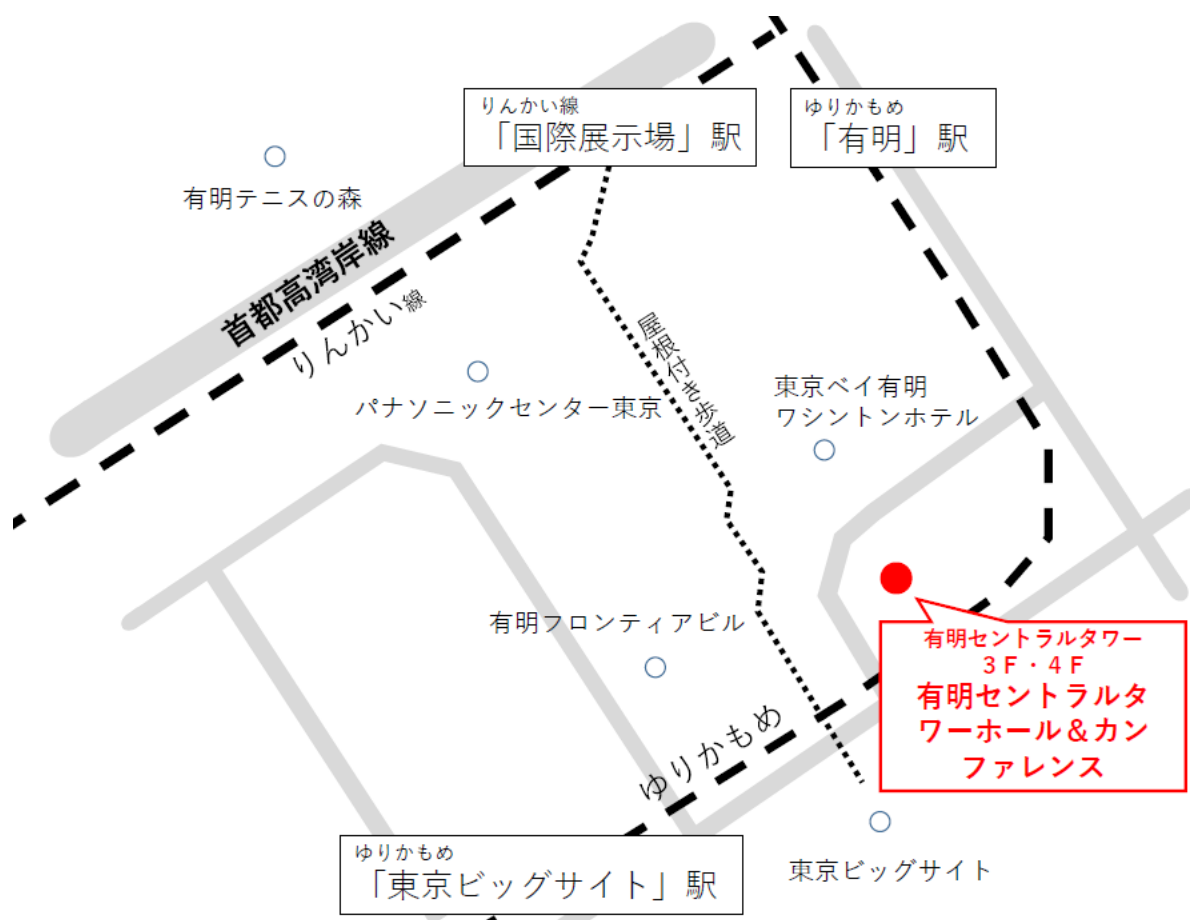 りんかい線
「国際展示場」駅
ゆりかもめ
「有明」駅
有明テニスの森
首都高湾岸線
りんかい線
屋根付き歩道
パナソニックセンター東京
東京ベイ有明
ワシントンホテル
有明フロンティアビル
有明セントラルタワー
３Ｆ・４Ｆ
有明セントラルタ
ワーホール＆カン
ファレンス
ゆりかもめ
ゆりかもめ
「東京ビッグサイト」駅
東京ビッグサイト